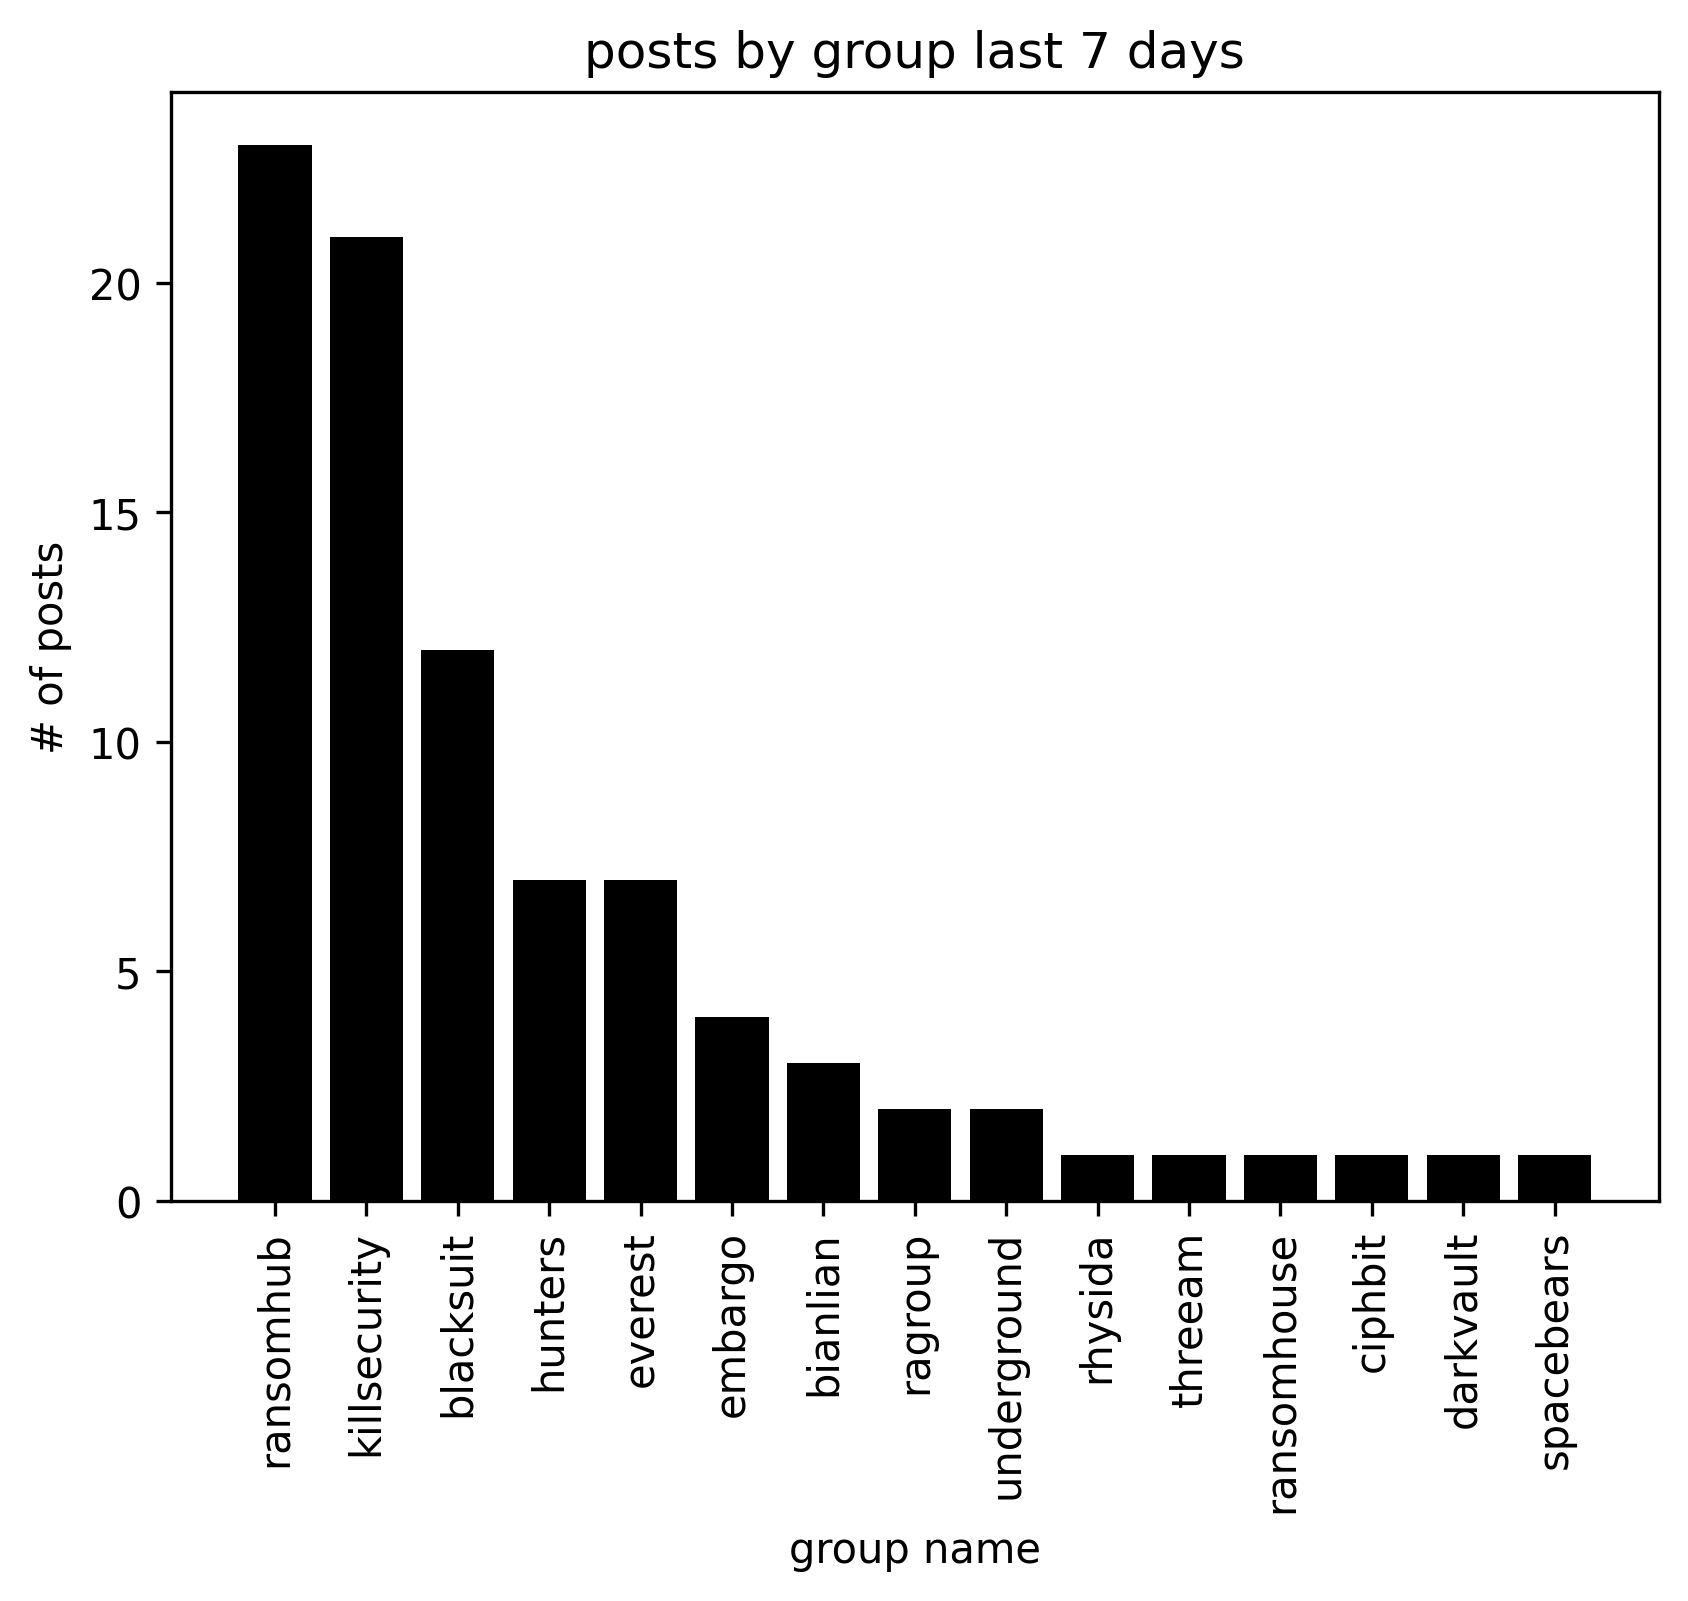 posts by group last 7 days
# of posts
20
15
10
5
0
ransomhub
killsecurity
blacksuit
hunters
everest
embargo
bianlian
ragroup
underground
rhysida
threeam
ransomhouse
ciphbit
darkvault
spacebears
group name